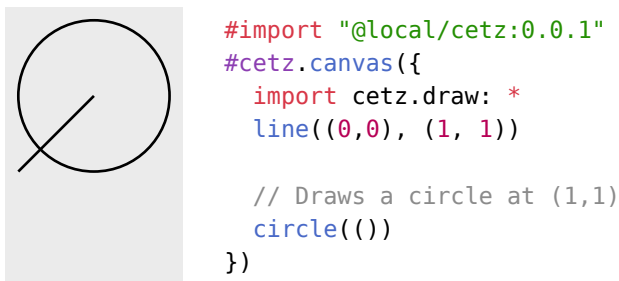 #import "@local/cetz:0.0.1"
#cetz.canvas({
  import cetz.draw: *
  line((0,0), (1, 1))

  // Draws a circle at (1,1)
  circle(())
})